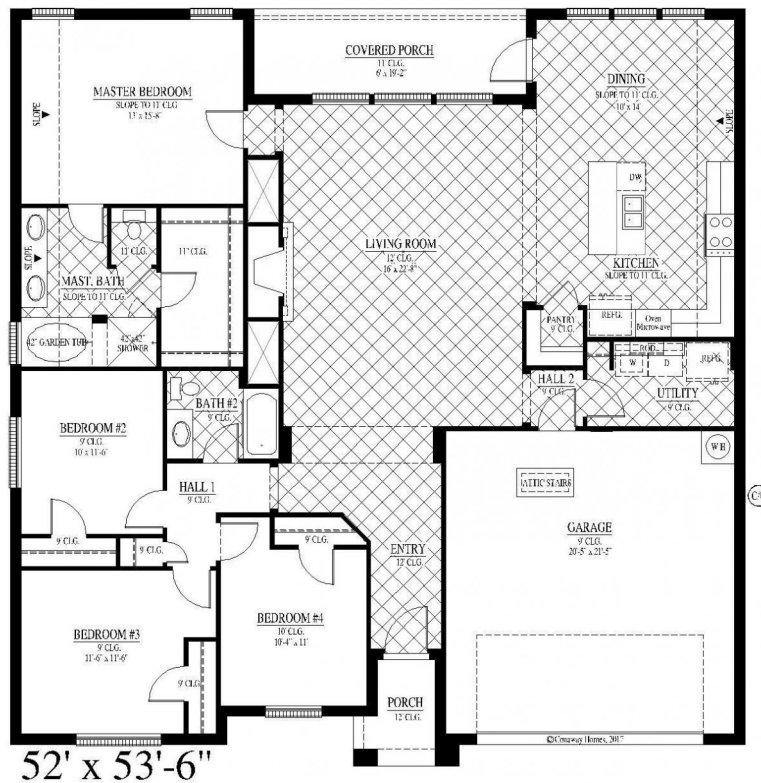 COVERED PORCH
11' CLG.
6' x 19'-2"
MASTER BEDROOM
SLOPE TO 11' CLG
13' x 15'-8"
SLOPE
DINING
SLOPE TO 11' CLG.
10' x 14'
SLOPE
DW
LIVING ROOM
12' CLG.
16' x 22'-8"
KITCHEN
SLOPE TO 11' CLG.
11' CLG.
11' CLG.
SLOPE
MAST. BATH
SLOPE TO 11' CLG.
42" GARDEN TUB
42"x42"
SHOWER
PANTRY
9' CLG.
REFG.
Oven
Microwave
ROD
W
D
REFG.
UTILITY
9' CLG.
HALL 2
9' CLG.
BATH #2
9' CLG.
BEDROOM #2
9' CLG.
10' x 11'-6"
HALL 1
9' CLG.
WH
ATTIC STAIRS
GARAGE
9' CLG.
20'-5" x 21'-5"
9' CLG.
9' CLG.
9' CLG.
ENTRY
12' CLG.
BEDROOM #4
10' CLG.
10'-4" x 11'
BEDROOM #3
9' CLG.
11'-6" x 11'-6"
9' CLG.
PORCH
12' CLG.
©Conaway Homes, 2017
52' x 53'-6"